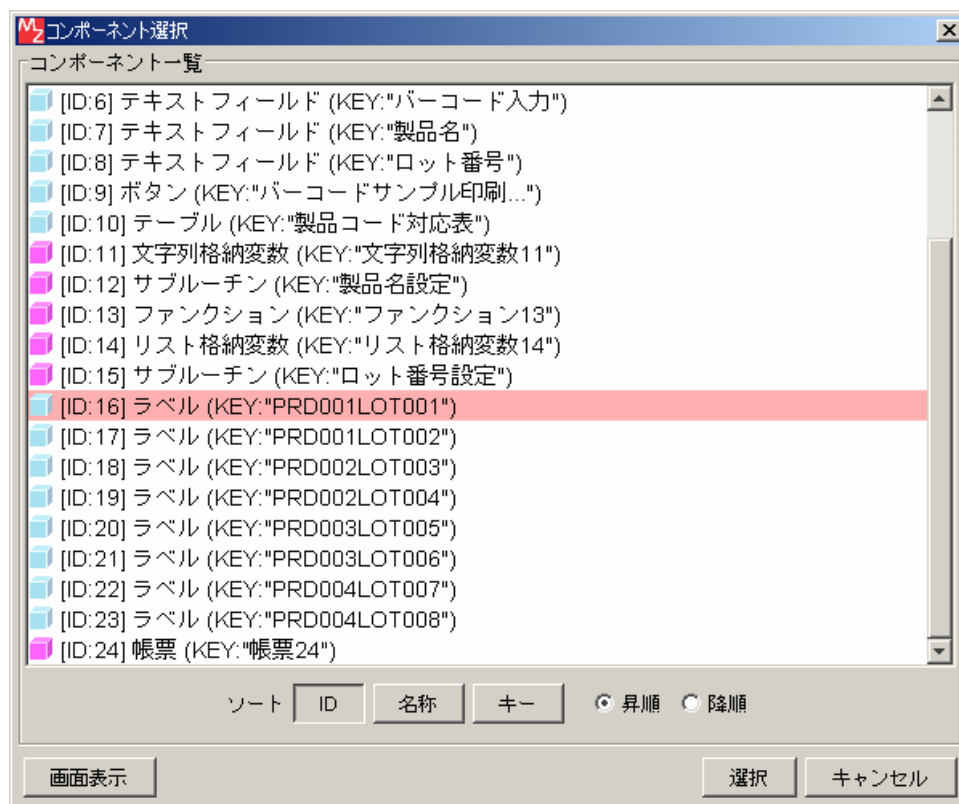 MZ コンポーネント選択
コンポーネント一覧
[ID:6] テキストフィールド (KEY:"バーコード入力")
[ID:7] テキストフィールド (KEY:"製品名")
[ID:8] テキストフィールド (KEY:"ロット番号")
[ID:9] ボタン (KEY:"バーコードサンプル印刷...")
[ID:10] テーブル (KEY:"製品コード対応表")
[ID:11] 文字列格納変数 (KEY:"文字列格納変数11")
[ID:12] サブルーチン (KEY:"製品名設定")
[ID:13] ファンクション (KEY:"ファンクション13")
[ID:14] リスト格納変数 (KEY:"リスト格納変数14")
[ID:15] サブルーチン (KEY:"ロット番号設定")
[ID:16] ラベル (KEY:"PRD001LOT001")
[ID:17] ラベル (KEY:"PRD001LOT002")
[ID:18] ラベル (KEY:"PRD002LOT003")
[ID:19] ラベル (KEY:"PRD002LOT004")
[ID:20] ラベル (KEY:"PRD003LOT005")
[ID:21] ラベル (KEY:"PRD003LOT006")
[ID:22] ラベル (KEY:"PRD004LOT007")
[ID:23] ラベル (KEY:"PRD004LOT008")
[ID:24] 帳票 (KEY:"帳票24")
ソート ID 名称 キー 昇順 降順
画面表示 選択 キャンセル